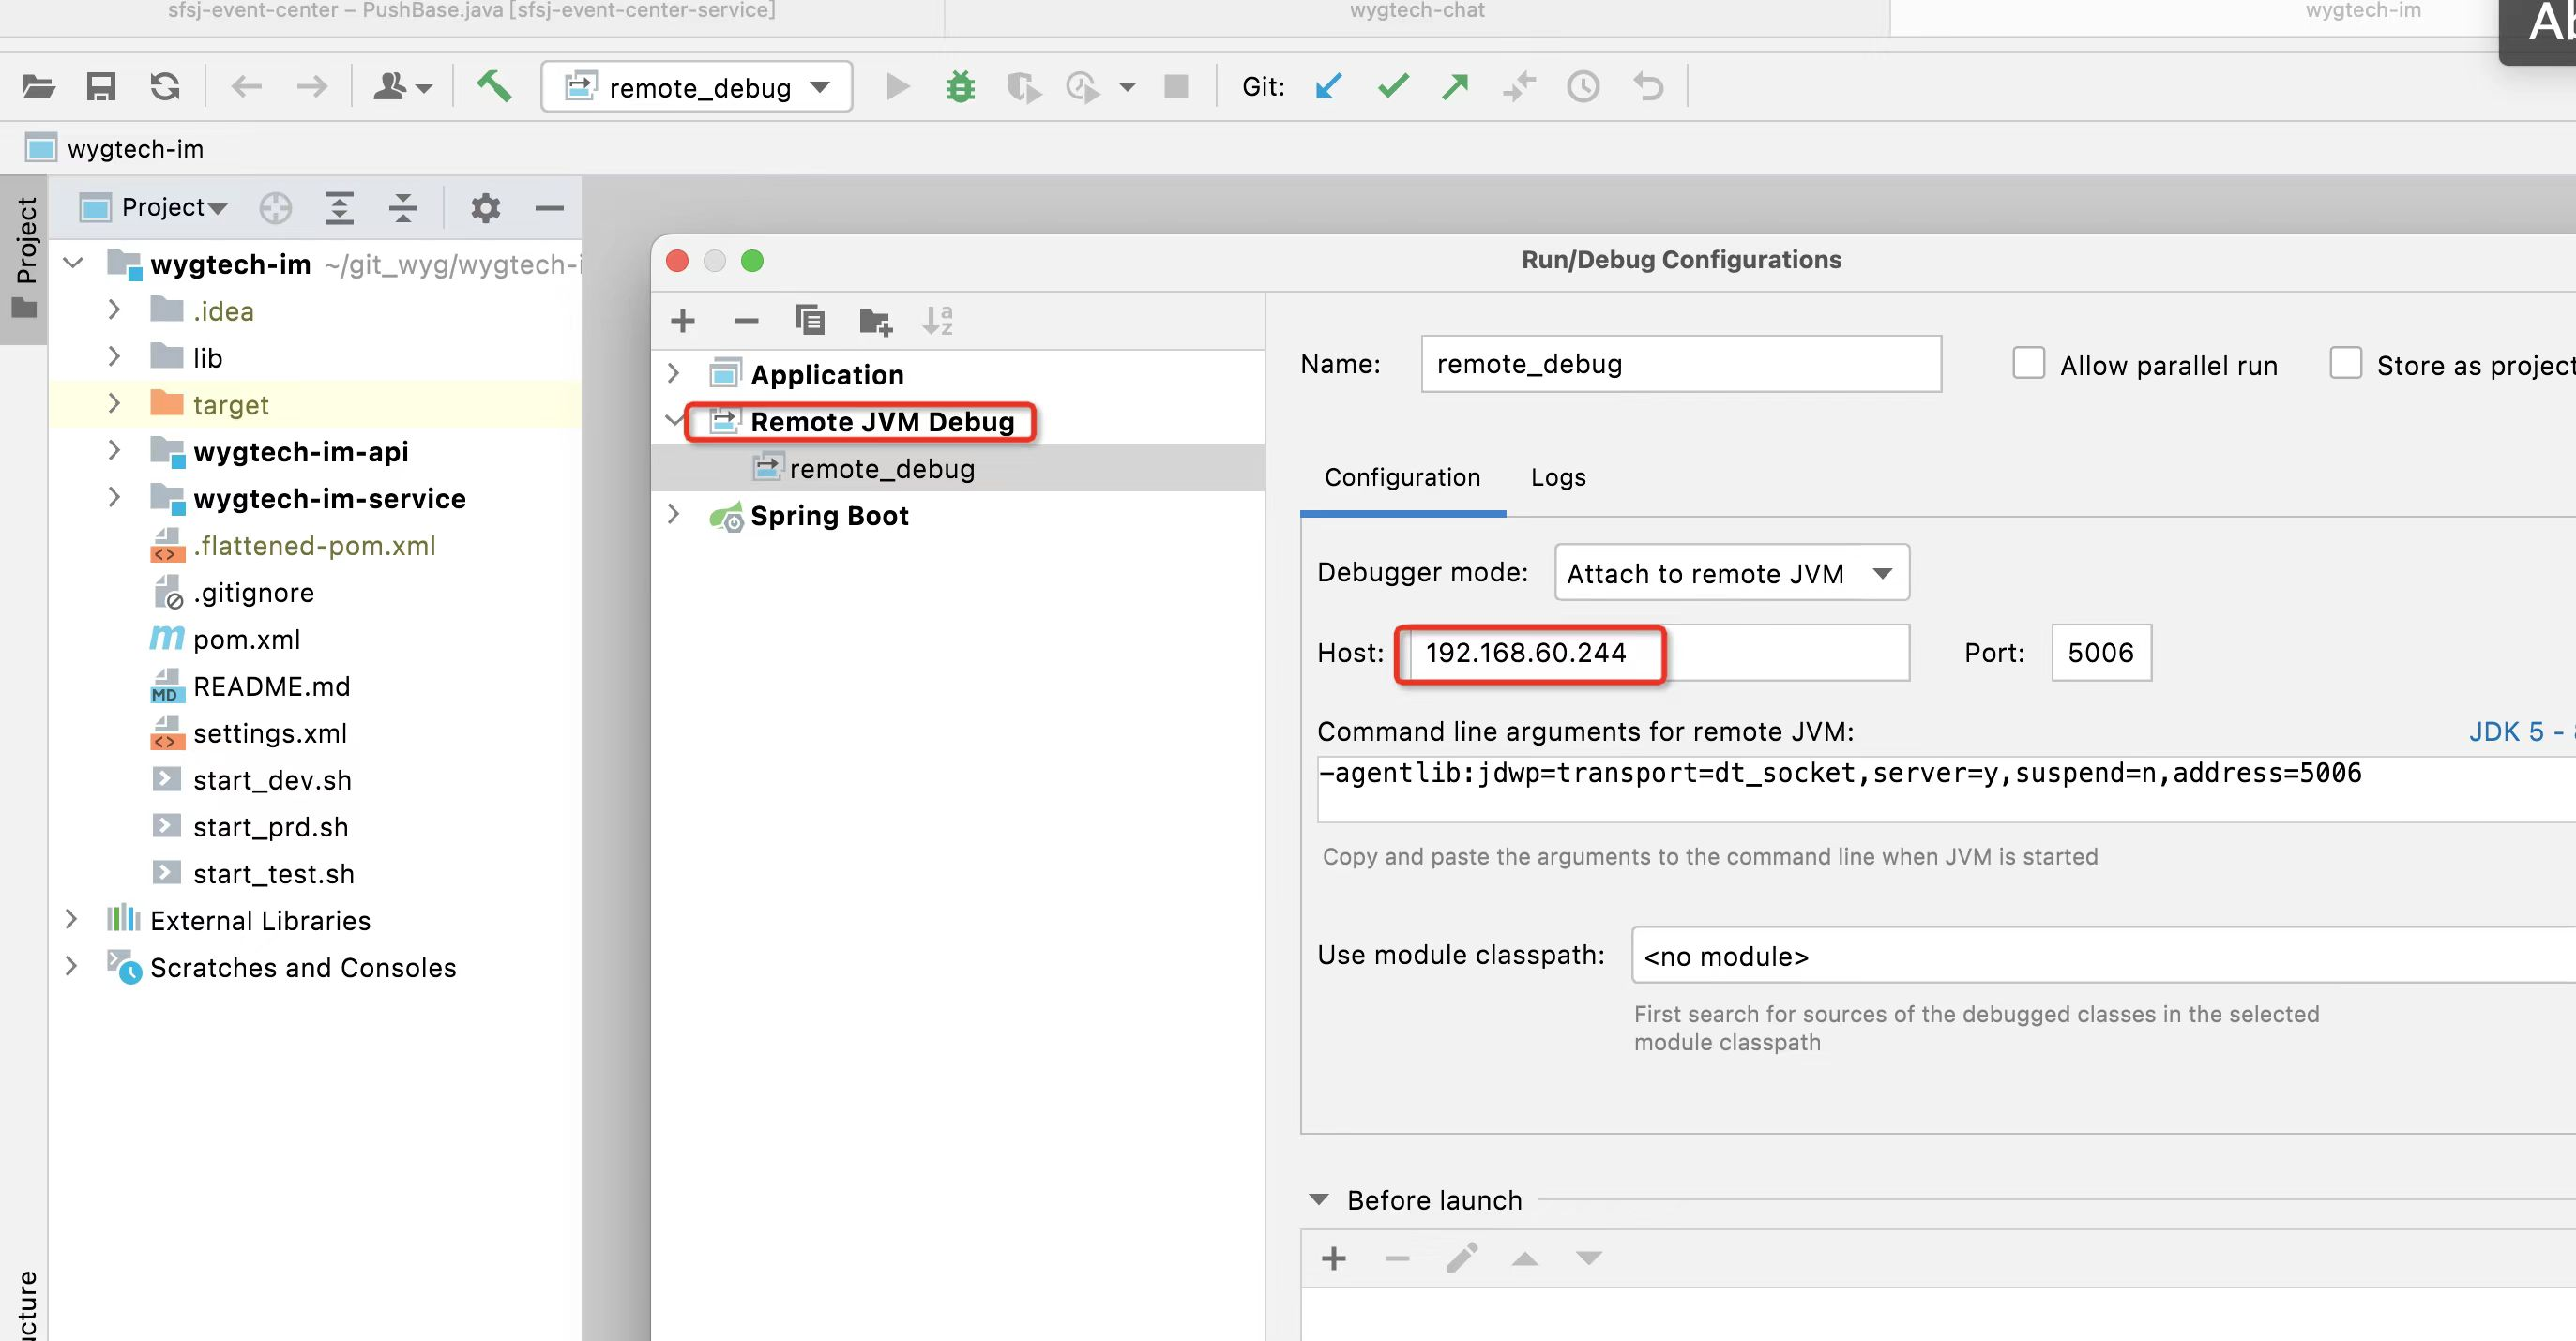 sfsj-event-center – PushBase.java [sfsj-event-center-service]
wygtech-chat
wygtech-im
remote_debug
Git:
wygtech-im
Project
Project
wygtech-im ~/git_wyg/wygtech-i
.idea
lib
target
wygtech-im-api
wygtech-im-service
.flattened-pom.xml
.gitignore
pom.xml
README.md
settings.xml
start_dev.sh
start_prd.sh
start_test.sh
External Libraries
Scratches and Consoles
Run/Debug Configurations
Application
Remote JVM Debug
remote_debug
Spring Boot
Name: remote_debug
Allow parallel run
Store as project
Configuration
Logs
Debugger mode: Attach to remote JVM
Host: 192.168.60.244
Port: 5006
Command line arguments for remote JVM:
JDK 5 -
-agentlib:jdwp=transport=dt_socket,server=y,suspend=n,address=5006
Copy and paste the arguments to the command line when JVM is started
Use module classpath: <no module>
First search for sources of the debugged classes in the selected
module classpath
Before launch